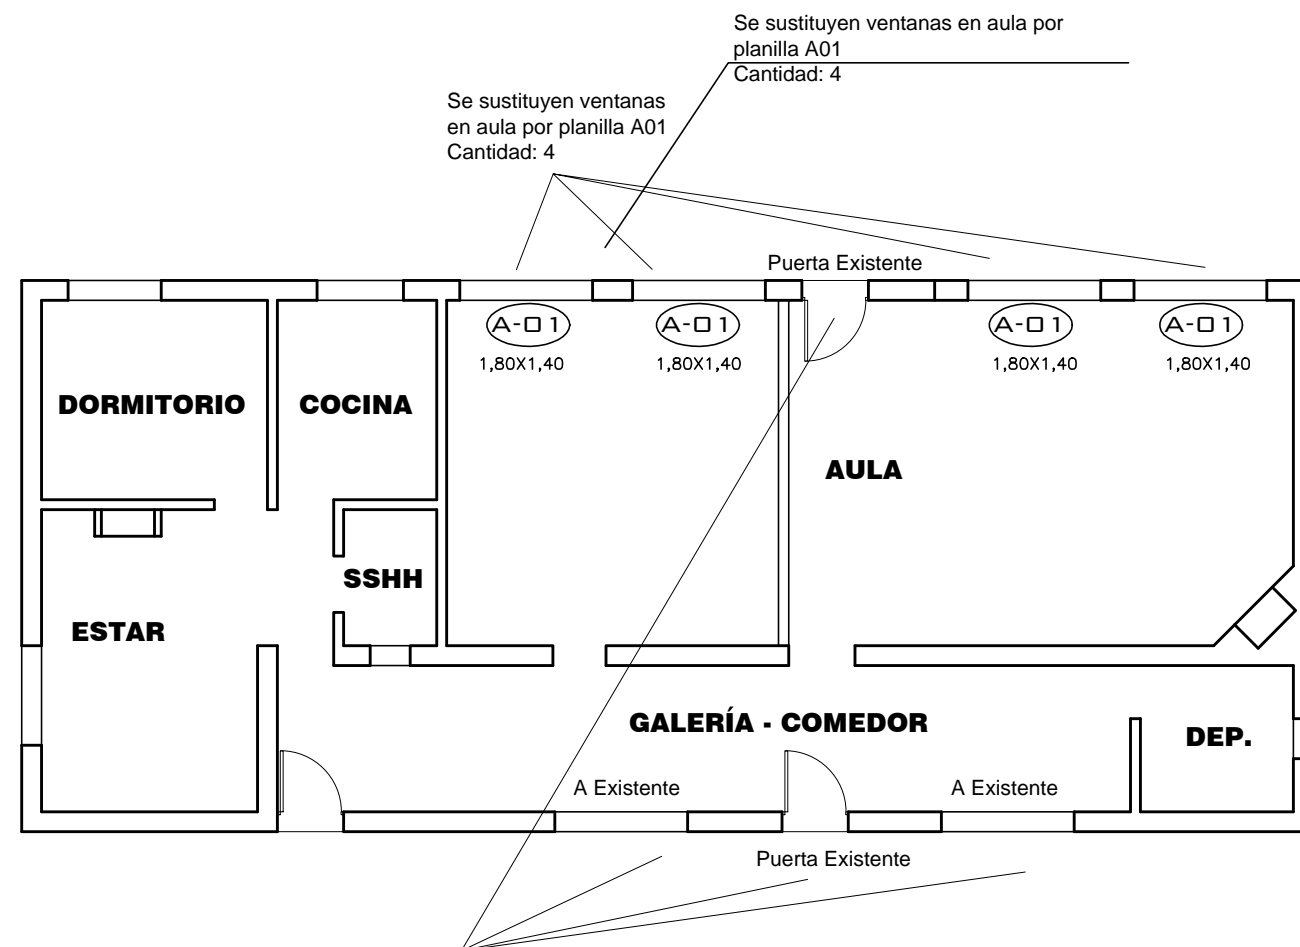 Se sustituyen ventanas en aula por
planilla A01
Cantidad: 4
Se sustituyen ventanas
en aula por planilla A01
Cantidad: 4
Puerta Existente
A-01
A-01
A-01
A-01
1,80X1,40
1,80X1,40
1,80X1,40
1,80X1,40
DORMITORIO
COCINA
AULA
SSHH
ESTAR
GALERÍA - COMEDOR
DEP.
A Existente
A Existente
Puerta Existente